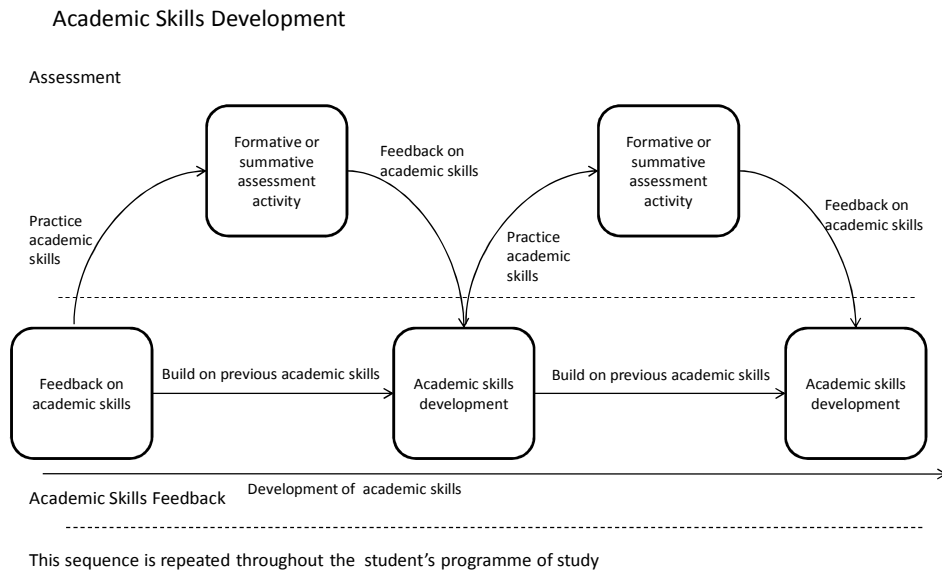 Academic Skills Development
Assessment
Formative or
summative
assessment
activity
Feedback on
academic skills
Formative or
summative
assessment
activity
Feedback on
academic skills
Practice
academic
skills
Practice
academic
skills
Feedback on
academic skills
Build on previous academic skills
Academic skills
development
Build on previous academic skills
Academic skills
development
Academic Skills Feedback
Development of academic skills
This sequence is repeated throughout the student’s programme of study